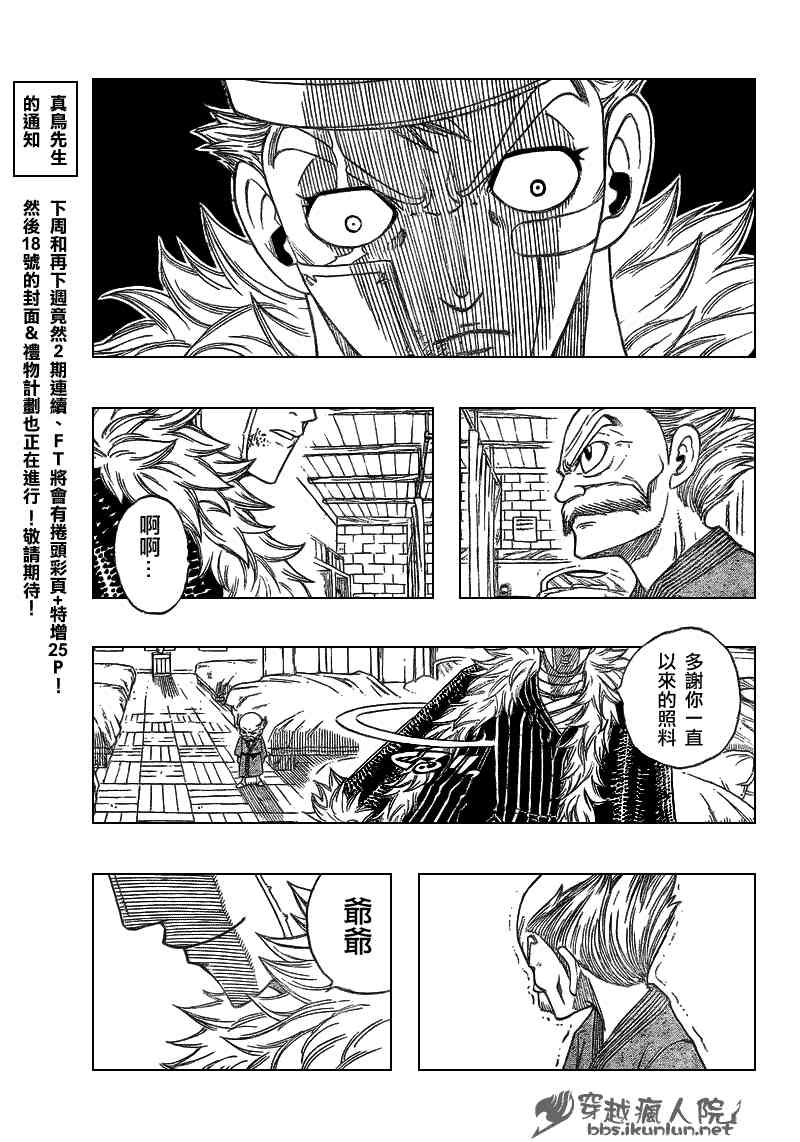 真鳥先生
的通知
下周和再下週竟然2期連續、FT將會有捲頭彩頁+特增25P！
然後18號的封面&禮物計劃也正在進行！敬請期待！
啊啊…
多謝你一直
以來的照料
爺爺
穿越瘋人院
bbs.ikunlun.net